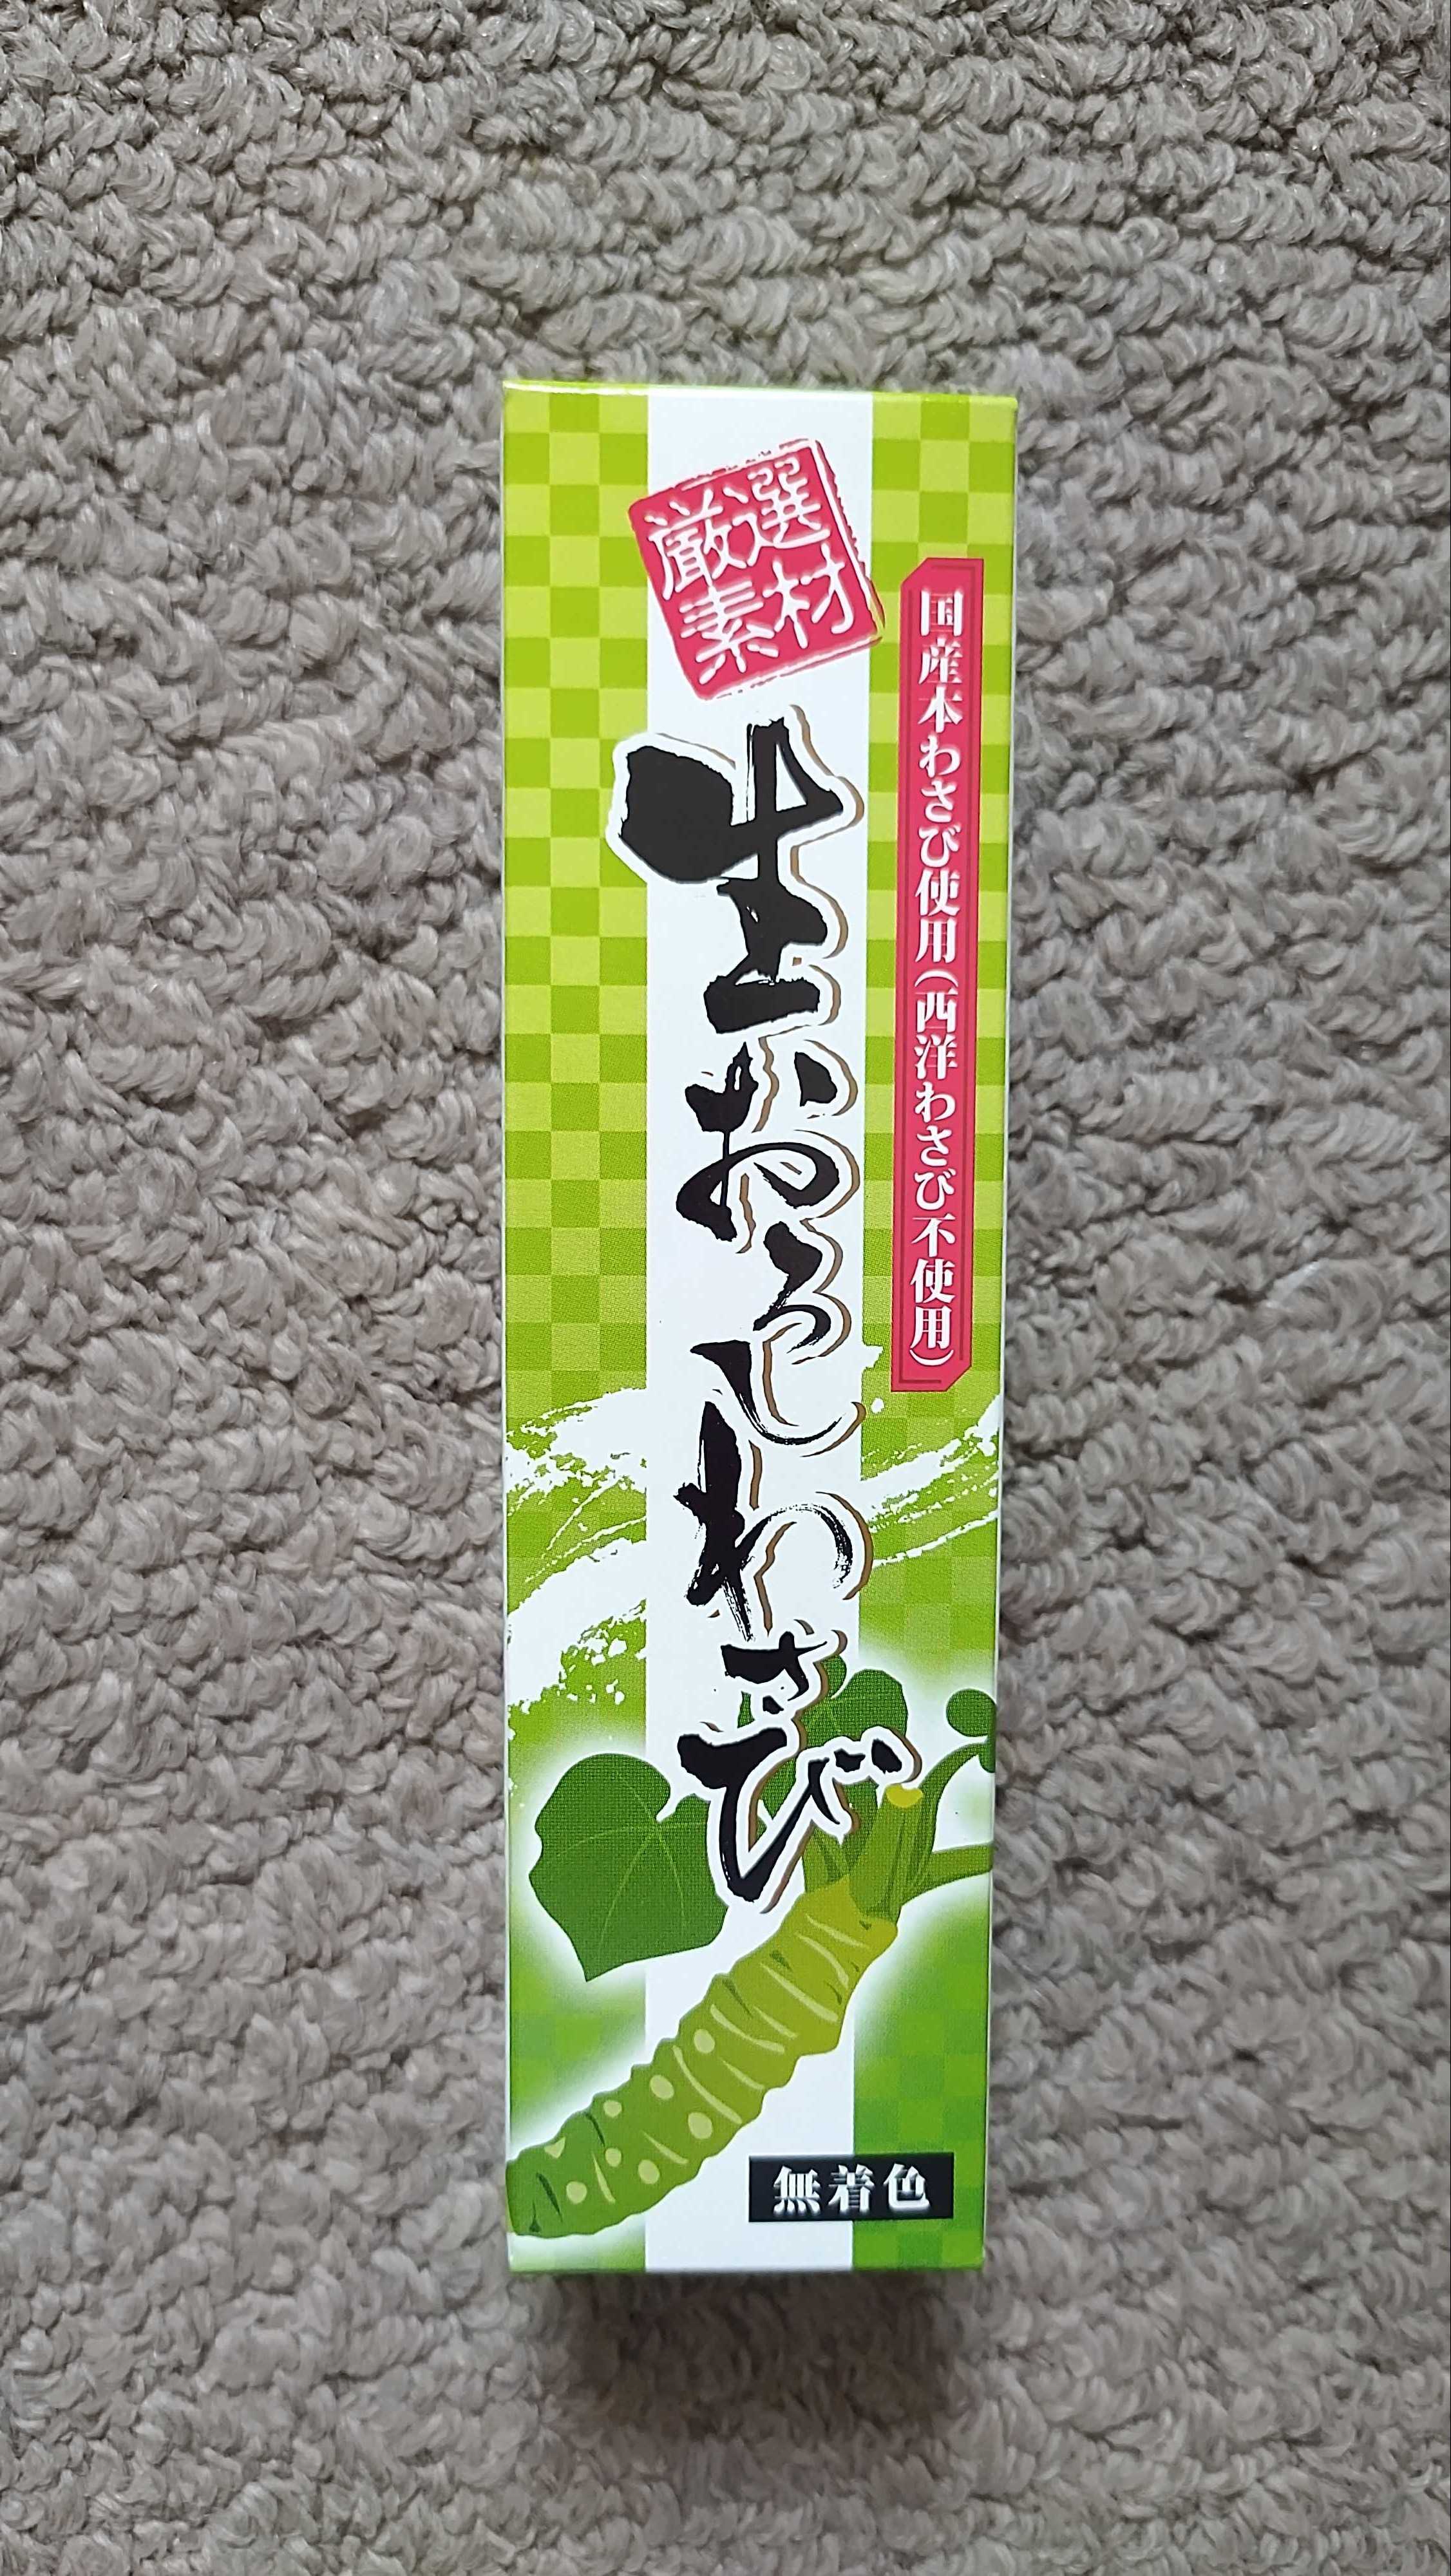 厳選
素材
国産本わさび使用(西洋わさび不使用)
生おろしわさび
無着色